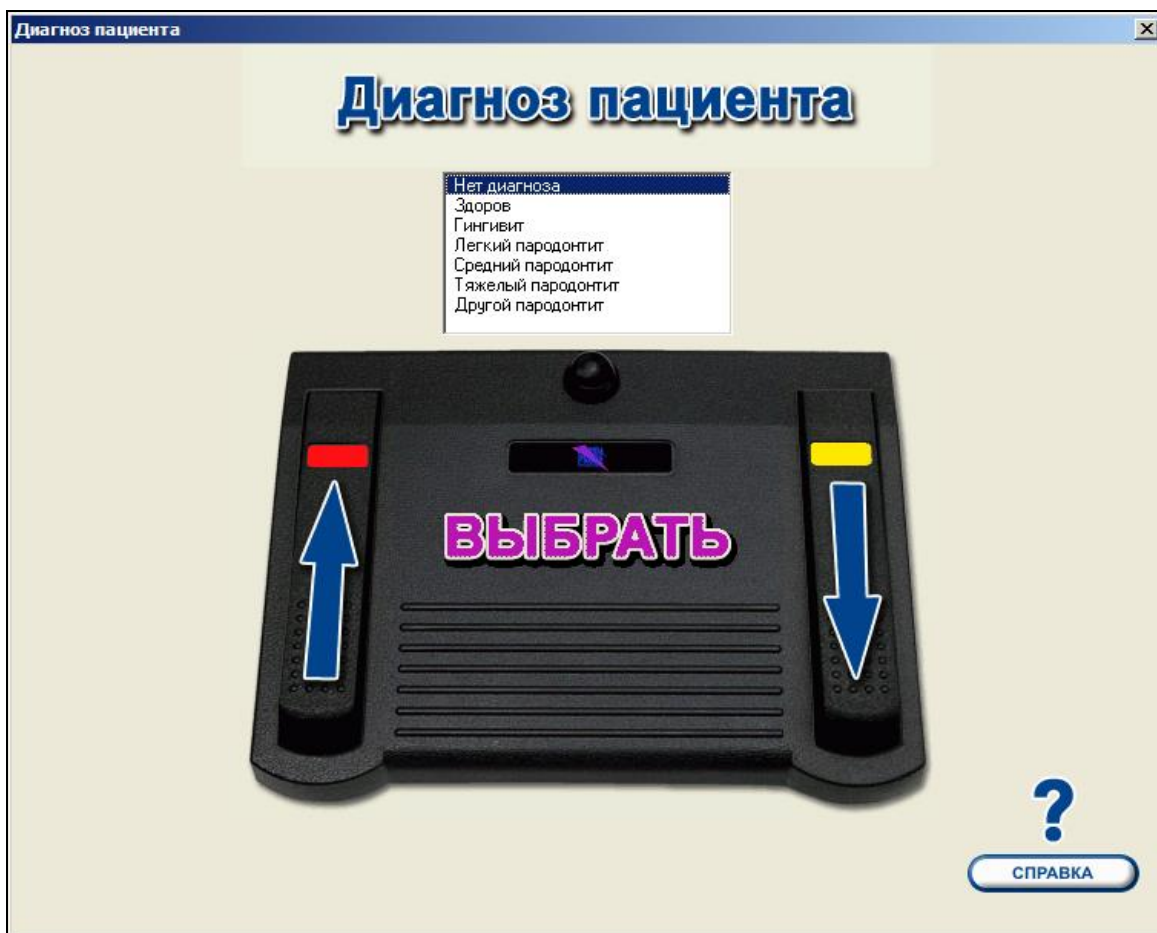 Диагноз пациента
Диагноз пациента
Нет диагноза
Здоров
Гингивит
Легкий пародонтит
Средний пародонтит
Тяжелый пародонтит
Другой пародонтит
ВЫБРАТЬ
?
СПРАВКА